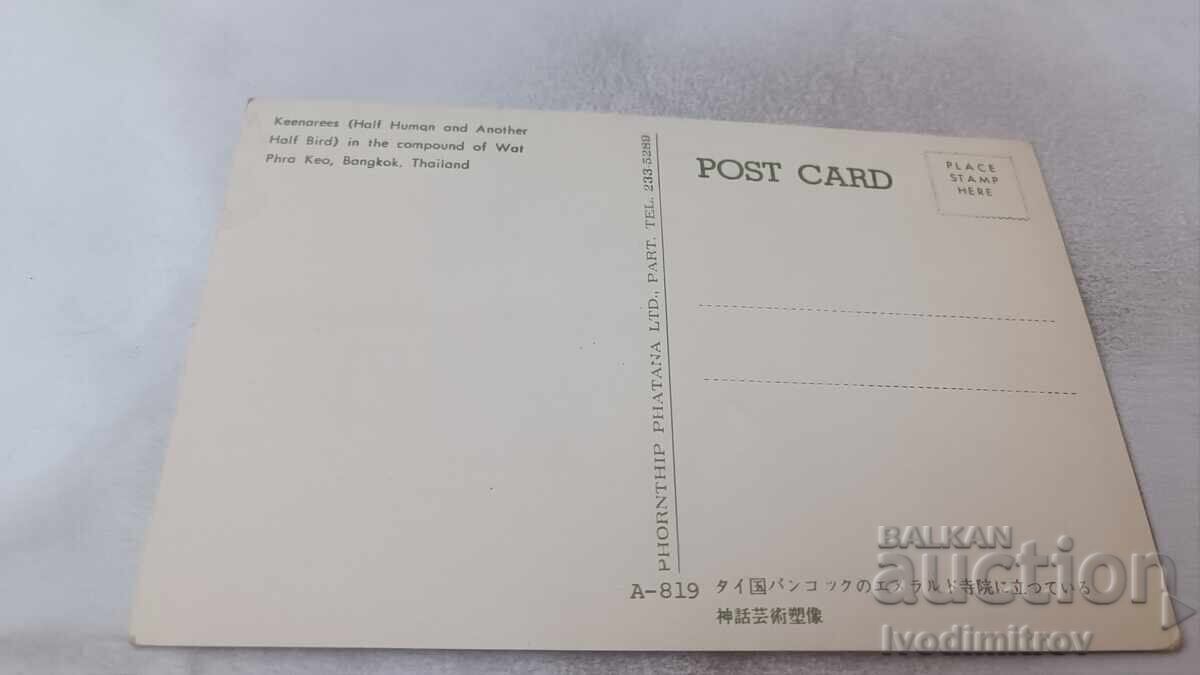 Keenarees (Half Human and Another
Half Bird) in the compound of Wat
Phra Keo, Bangkok, Thailand
PHORNTHIP PHATANA LTD., PART. TEL. 233-5289
POST CARD
PLACE
STAMP
HERE
A-819 タイ国バンコックのエメラルド寺院に立つている
神話芸術塑像
BALKAN
auction
Ivodimitrov